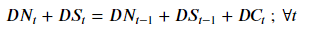 DN_t + DS_t = DN_{t-1} + DS_{t-1} + DC_t ; ∀t